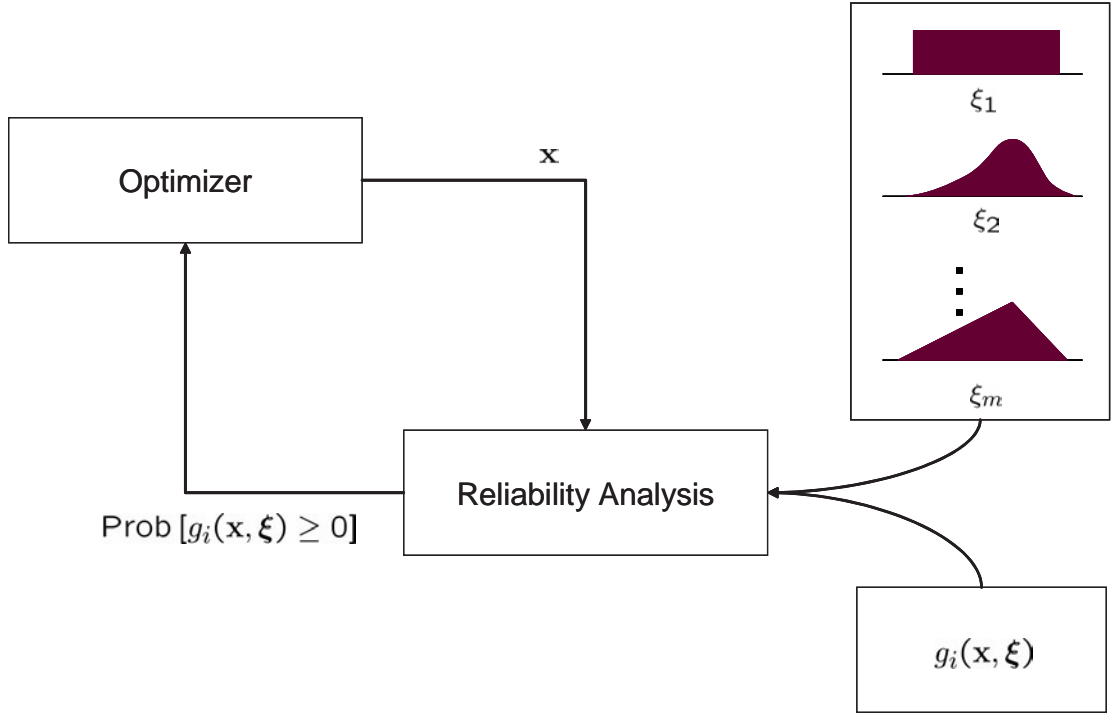 ξ1
Optimizer
x
ξ2
ξm
Reliability Analysis
Prob [gi(x, ξ) ≥ 0]
gi(x, ξ)